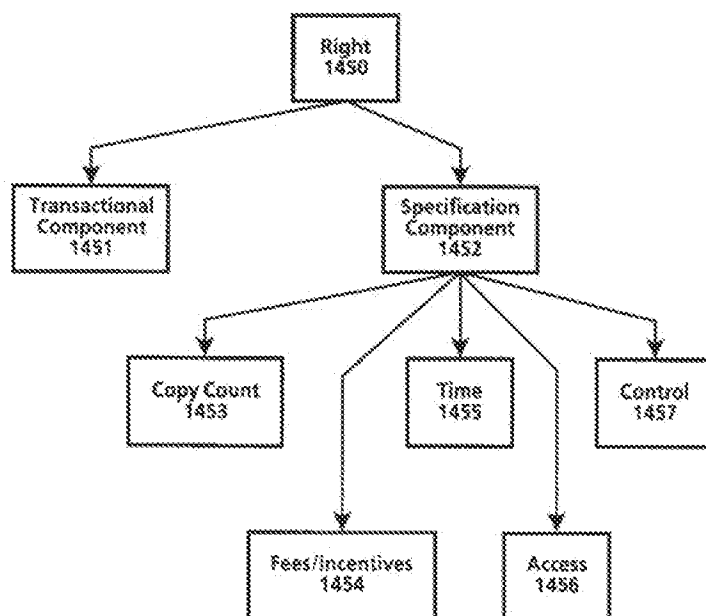 Right
1450
Transactional
Component
1451
Specification
Component
1452
Copy Count
1453
Time
1455
Control
1457
Fees/Incentives
1454
Access
1456